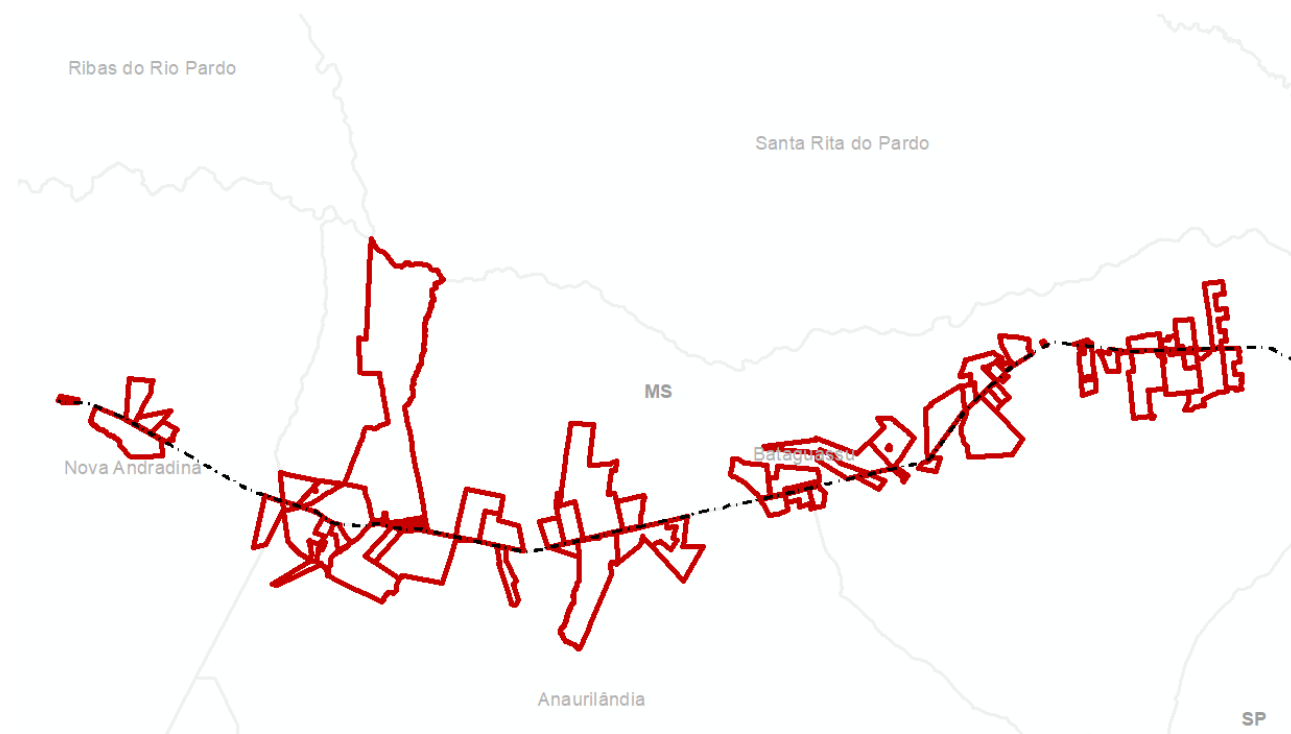 Ribas do Rio Pardo
Santa Rita do Pardo
MS
Bataguassu
Nova Andradina
Anaurilândia
SP